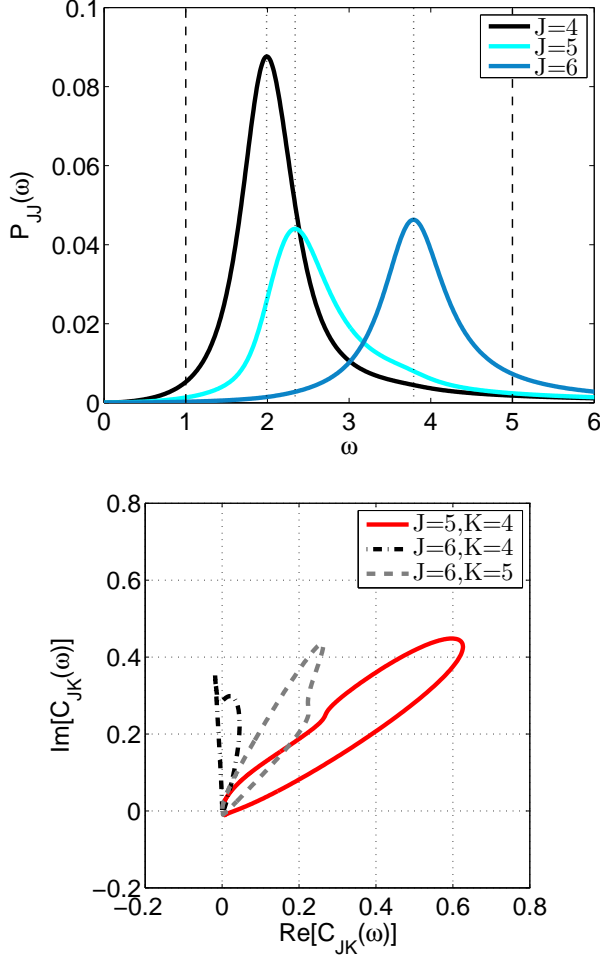 0.1
0.08
0.06
0.04
0.02
0
P_JJ(ω)
J=4
J=5
J=6
0 1 2 3 4 5 6
ω
0.8
0.6
0.4
0.2
0
−0.2
Im[C_JK(ω)]
J=5,K=4
J=6,K=4
J=6,K=5
−0.2 0 0.2 0.4 0.6 0.8
Re[C_JK(ω)]